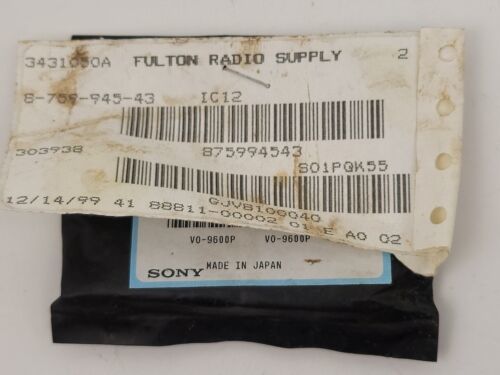 3431050A FULTON RADIO SUPPLY 2
8-759-945-43 IC12
303938 875994543
S01PQK55
GJV8100040
12/14/99 41 88811-00002 01 E A0 02
VO-9600P VO-9600P
SONY MADE IN JAPAN